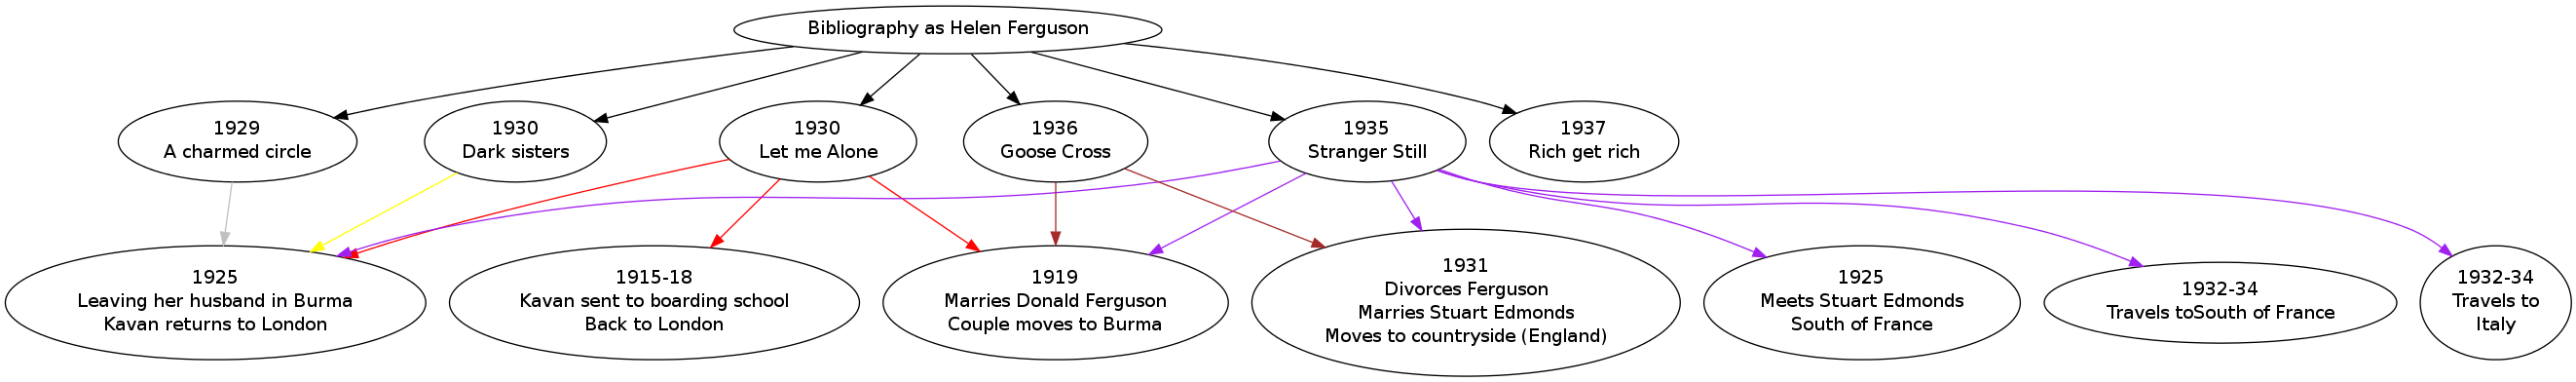 Bibliography as Helen Ferguson
1929
A charmed circle
1930
Dark sisters
1930
Let me Alone
1936
Goose Cross
1935
Stranger Still
1937
Rich get rich
1925
Leaving her husband in Burma
Kavan returns to London
1915-18
Kavan sent to boarding school
Back to London
1919
Marries Donald Ferguson
Couple moves to Burma
1931
Divorces Ferguson
Marries Stuart Edmonds
Moves to countryside (England)
1925
Meets Stuart Edmonds
South of France
1932-34
Travels toSouth of France
1932-34
Travels to
Italy